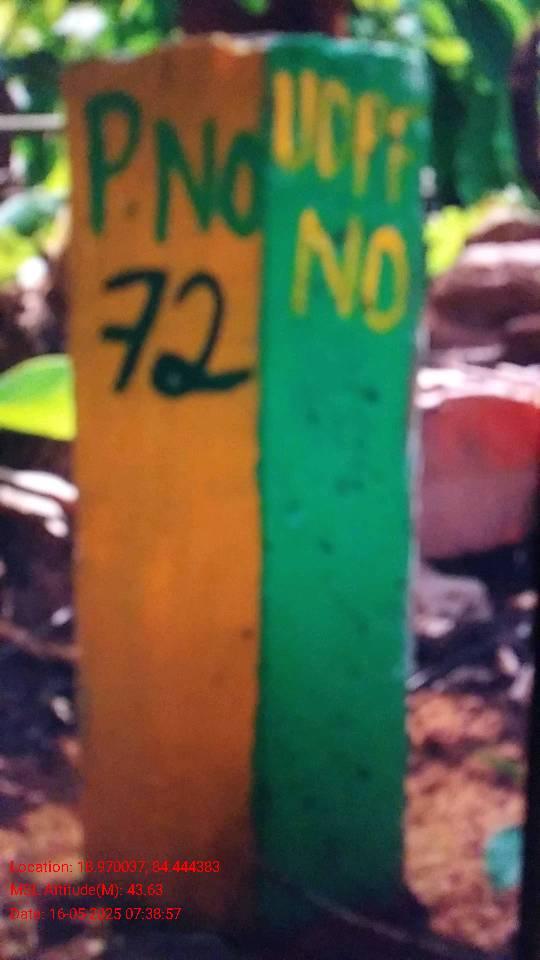 P.No
72
UDPF
NO
Location: 18.970037, 84.444383
MSL Altitude(M): 43.63
Date: 16-05-2025 07:38:57